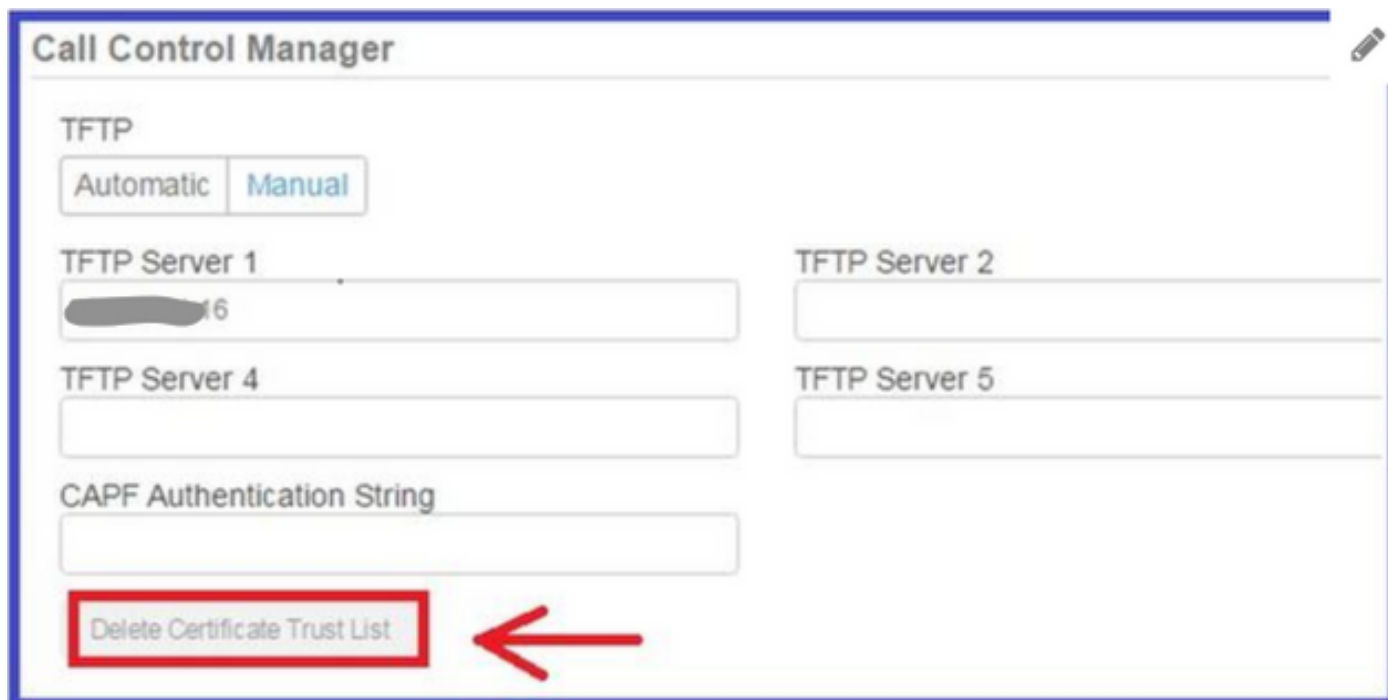 Call Control Manager
TFTP
Automatic Manual
TFTP Server 1 TFTP Server 2
16
TFTP Server 4 TFTP Server 5
CAPF Authentication String
Delete Certificate Trust List